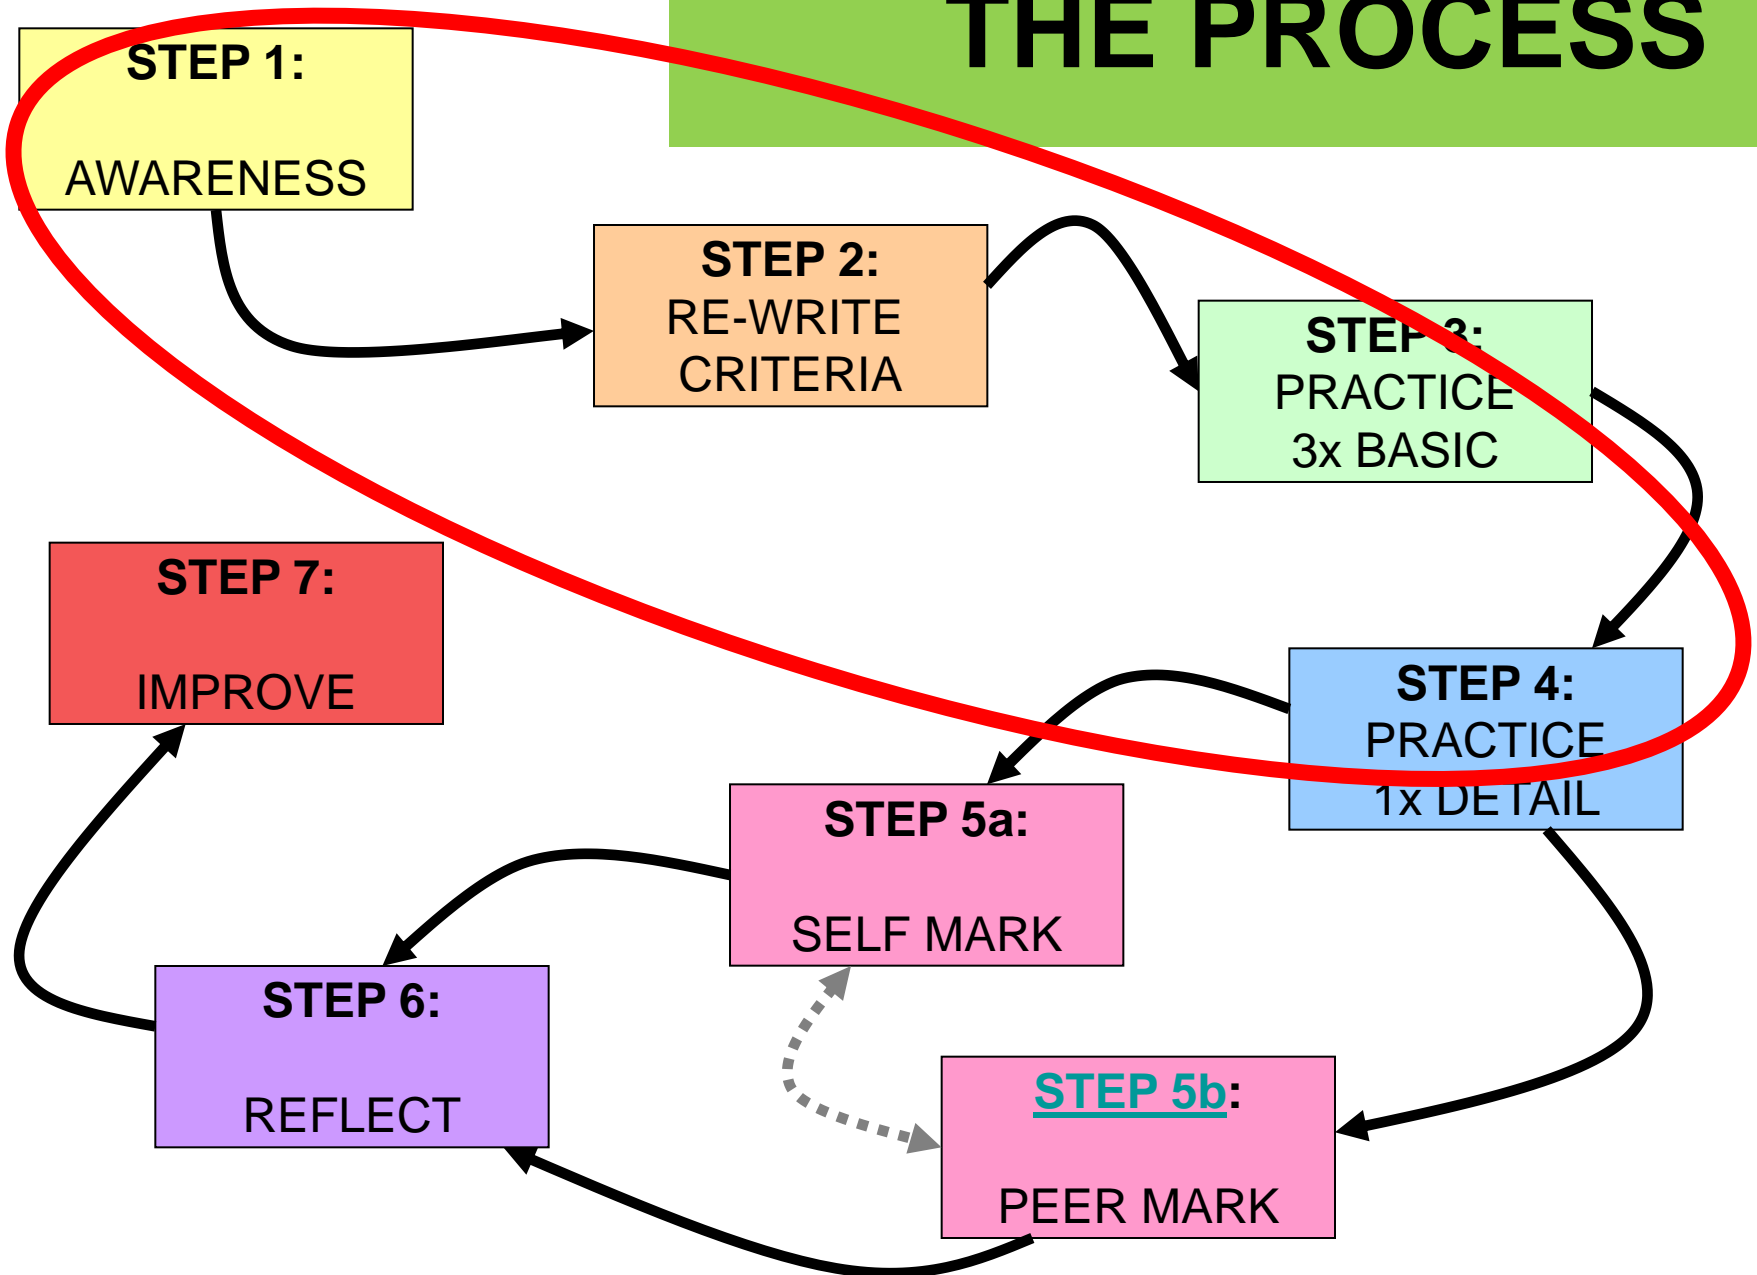 THE PROCESS
STEP 1:
AWARENESS
STEP 2:
RE-WRITE
CRITERIA
STEP 3:
PRACTICE
3x BASIC
STEP 4:
PRACTICE
1x DETAIL
STEP 5a:
SELF MARK
STEP 5b:
PEER MARK
STEP 6:
REFLECT
STEP 7:
IMPROVE